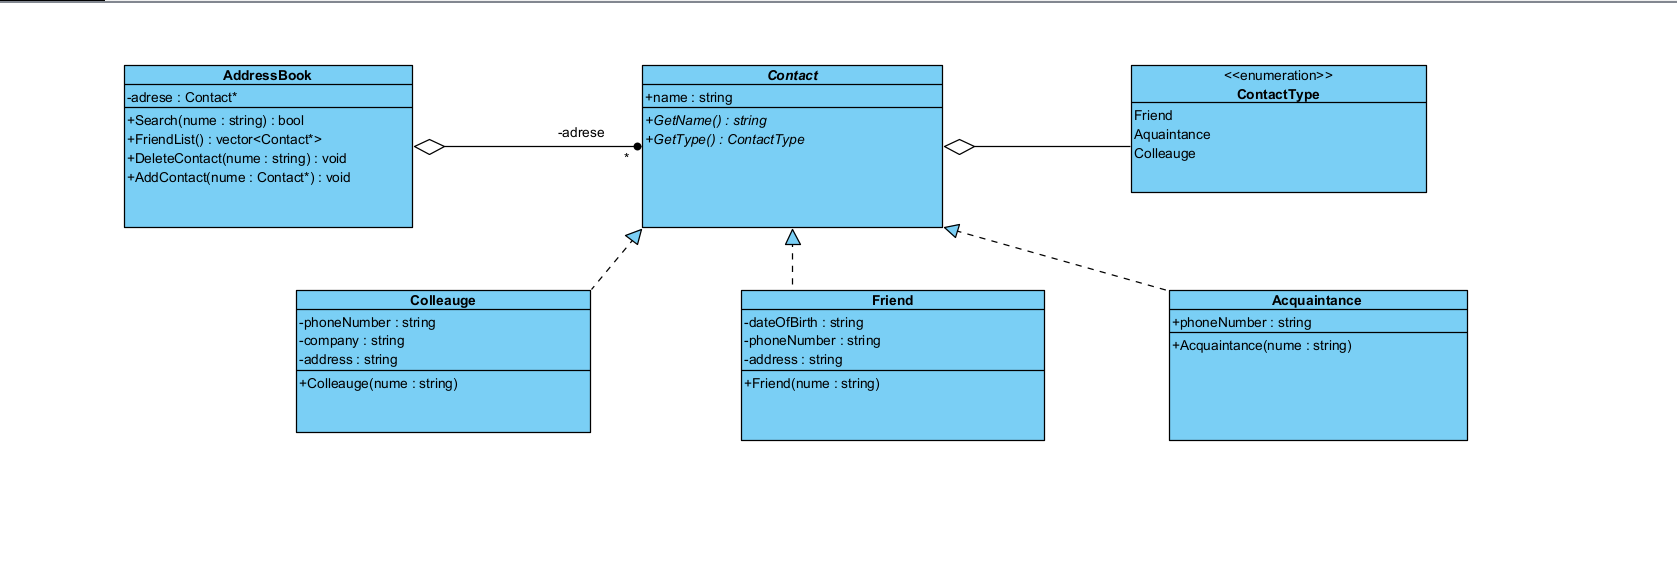 AddressBook
-adrese : Contact*
+Search(nume : string) : bool
+FriendList() : vector<Contact*>
+DeleteContact(nume : string) : void
+AddContact(nume : Contact*) : void
-adrese
*
Contact
+name : string
+GetName() : string
+GetType() : ContactType
<<enumeration>>
ContactType
Friend
Aquaintance
Colleauge
Colleauge
-phoneNumber : string
-company : string
-address : string
+Colleauge(nume : string)
Friend
-dateOfBirth : string
-phoneNumber : string
-address : string
+Friend(nume : string)
Acquaintance
+phoneNumber : string
+Acquaintance(nume : string)